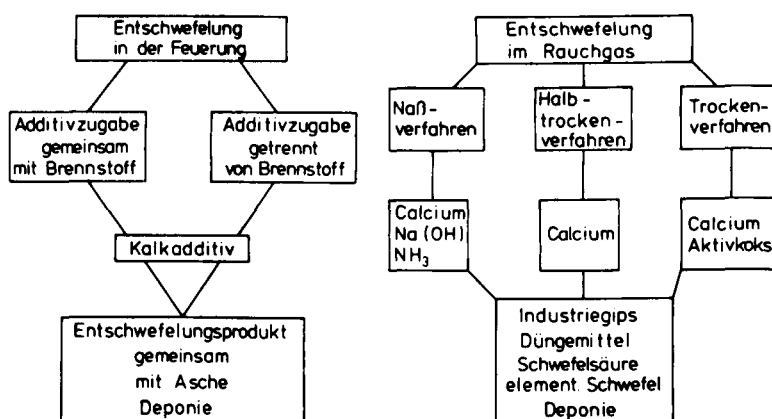 Entschwefelung
in der Feuerung
Additivzugabe
gemeinsam
mit Brennstoff
Additivzugabe
getrennt
von Brennstoff
Kalkadditiv
Entschwefelungsprodukt
gemeinsam
mit Asche
Deponie
Entschwefelung
im Rauchgas
Naß-
verfahren
Halb-
trocken-
verfahren
Trocken-
verfahren
Calcium
Na (OH)
NH₃
Calcium
Calcium
Aktivkoks
Industriegips
Düngemittel
Schwefelsäure
element. Schwefel
Deponie